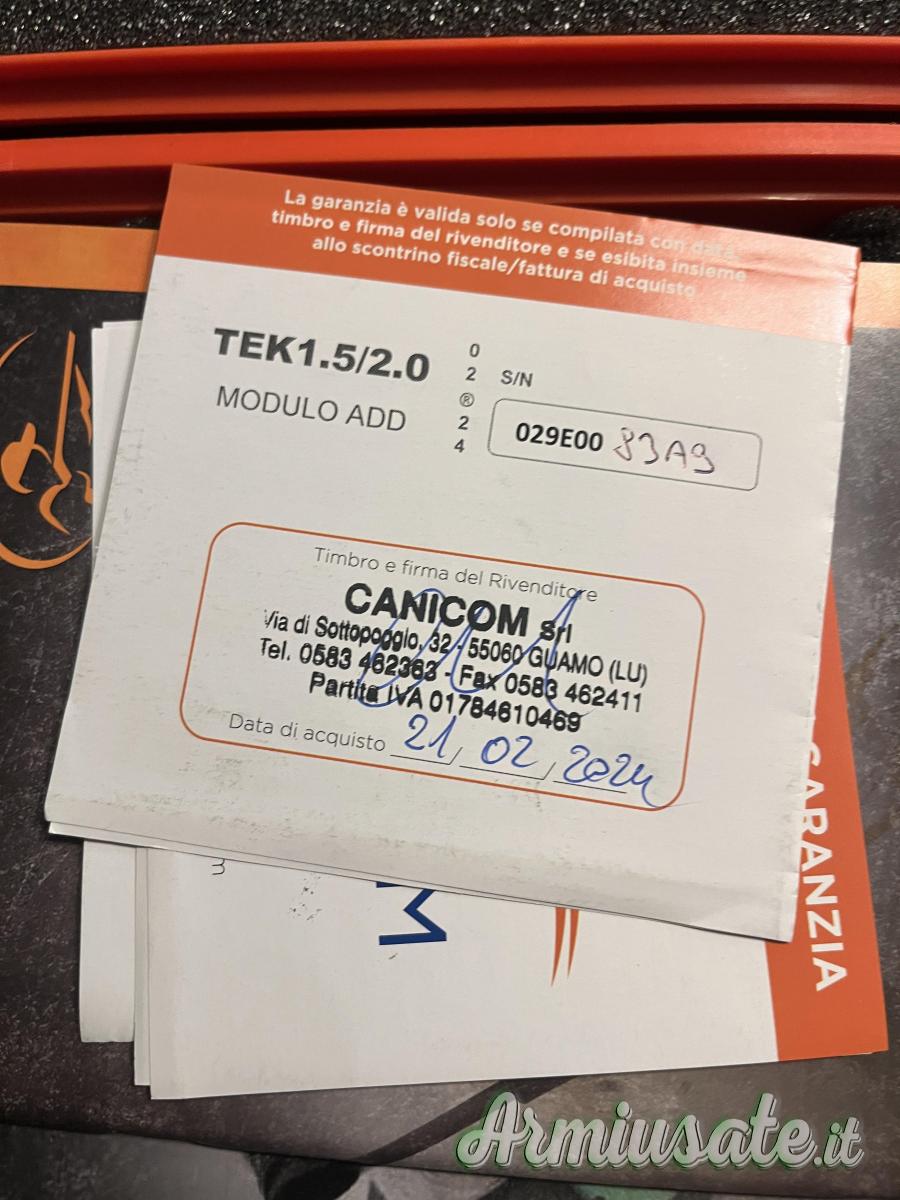 La garanzia è valida solo se compilata con data,
timbro e firma del rivenditore e se esibita insieme
allo scontrino fiscale/fattura di acquisto
TEK1.5/2.0
MODULO ADD
0
2
®
2
4
S/N
029E00 83A9
Timbro e firma del Rivenditore
CANICOM srl
Via di Sottopoggio, 32 - 55060 GUAMO (LU)
Tel. 0583 462363 - Fax 0583 462411
Partita IVA 01784610469
Data di acquisto 21/02/2024
3
M
GARANZIA
Armiusate.it